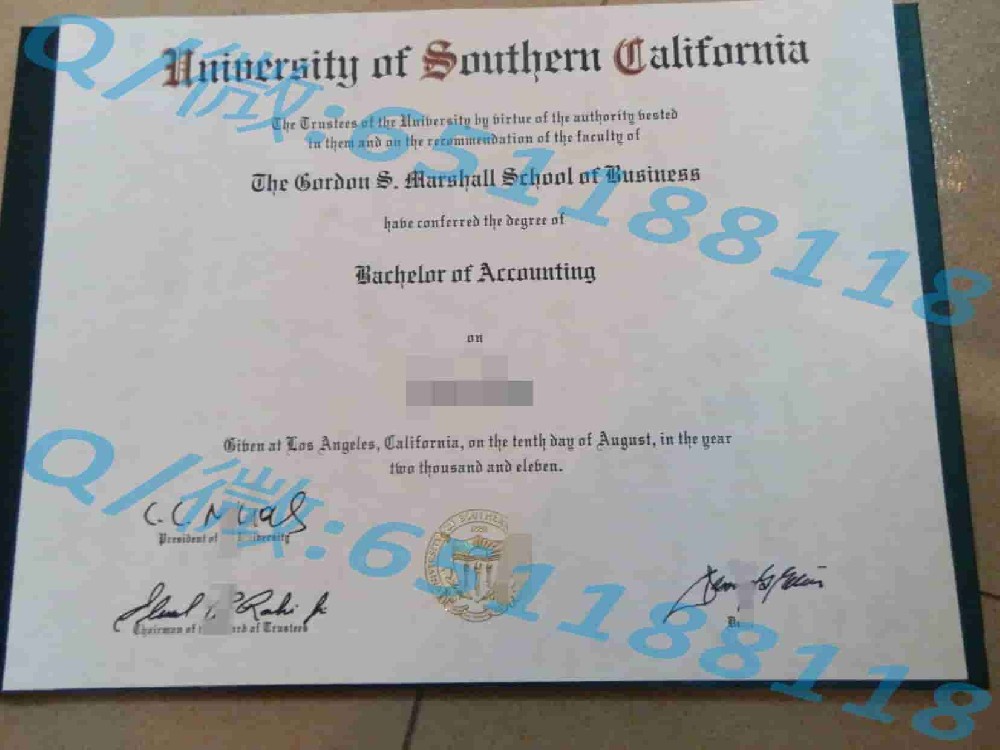 University of Southern California
The Trustees of the University by virtue of the authority vested
in them and on the recommendation of the faculty of
The Gordon S. Marshall School of Business
have conferred the degree of
Bachelor of Accounting
on
Given at Los Angeles, California, on the tenth day of August, in the year
two thousand and eleven.
President of
Chairman of
of Trustees
Q/微:651188118
Q/微:651188118